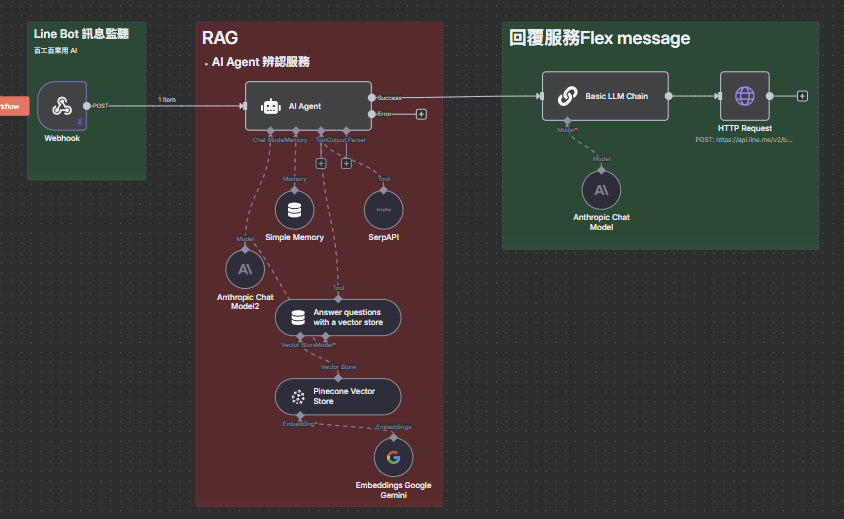 Line Bot 訊息監聽
百工百業用 AI
rkflow
POST
1 Item
Webhook
RAG
. AI Agent 辨認服務
AI Agent
Success
Error
Chat Model
Memory
Tool
Output Parser
Memory
Simple Memory
Tool
SerpApi
SerpAPI
Model
Anthropic Chat
Model2
Tool
Answer questions
with a vector store
Vector Store
Model*
Vector Store
Pinecone Vector
Store
Embedding*
Embeddings
Embeddings Google
Gemini
回覆服務Flex message
Basic LLM Chain
Model*
Model
Anthropic Chat
Model
HTTP Request
POST: https://api.line.me/v2/b...